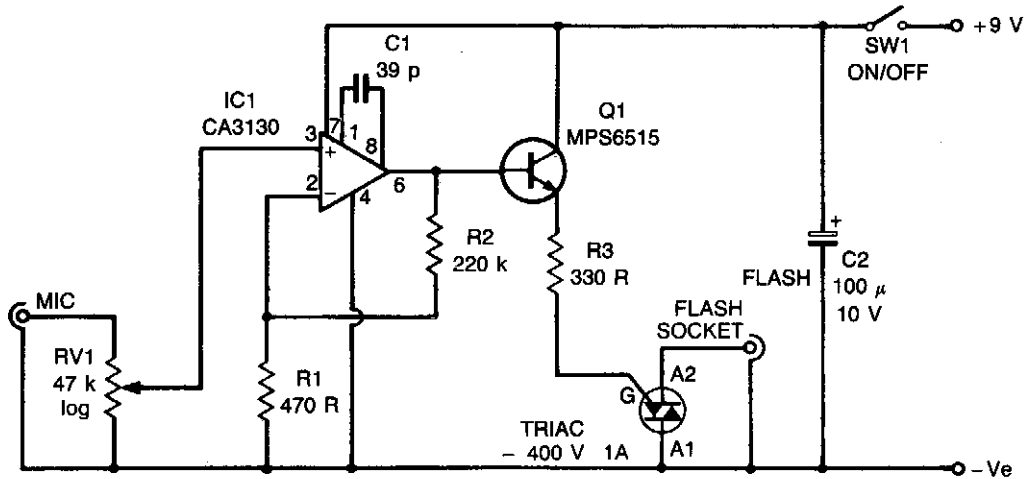 C1
39 p
+9 V
SW1
ON/OFF
IC1
CA3130
Q1
MPS6515
3
7
1
8
+
2
−
6
4
R2
220 k
R3
330 R
+
C2
100 μ
10 V
FLASH
FLASH
SOCKET
MIC
RV1
47 k
log
R1
470 R
A2
G
A1
TRIAC
– 400 V 1A
–Ve